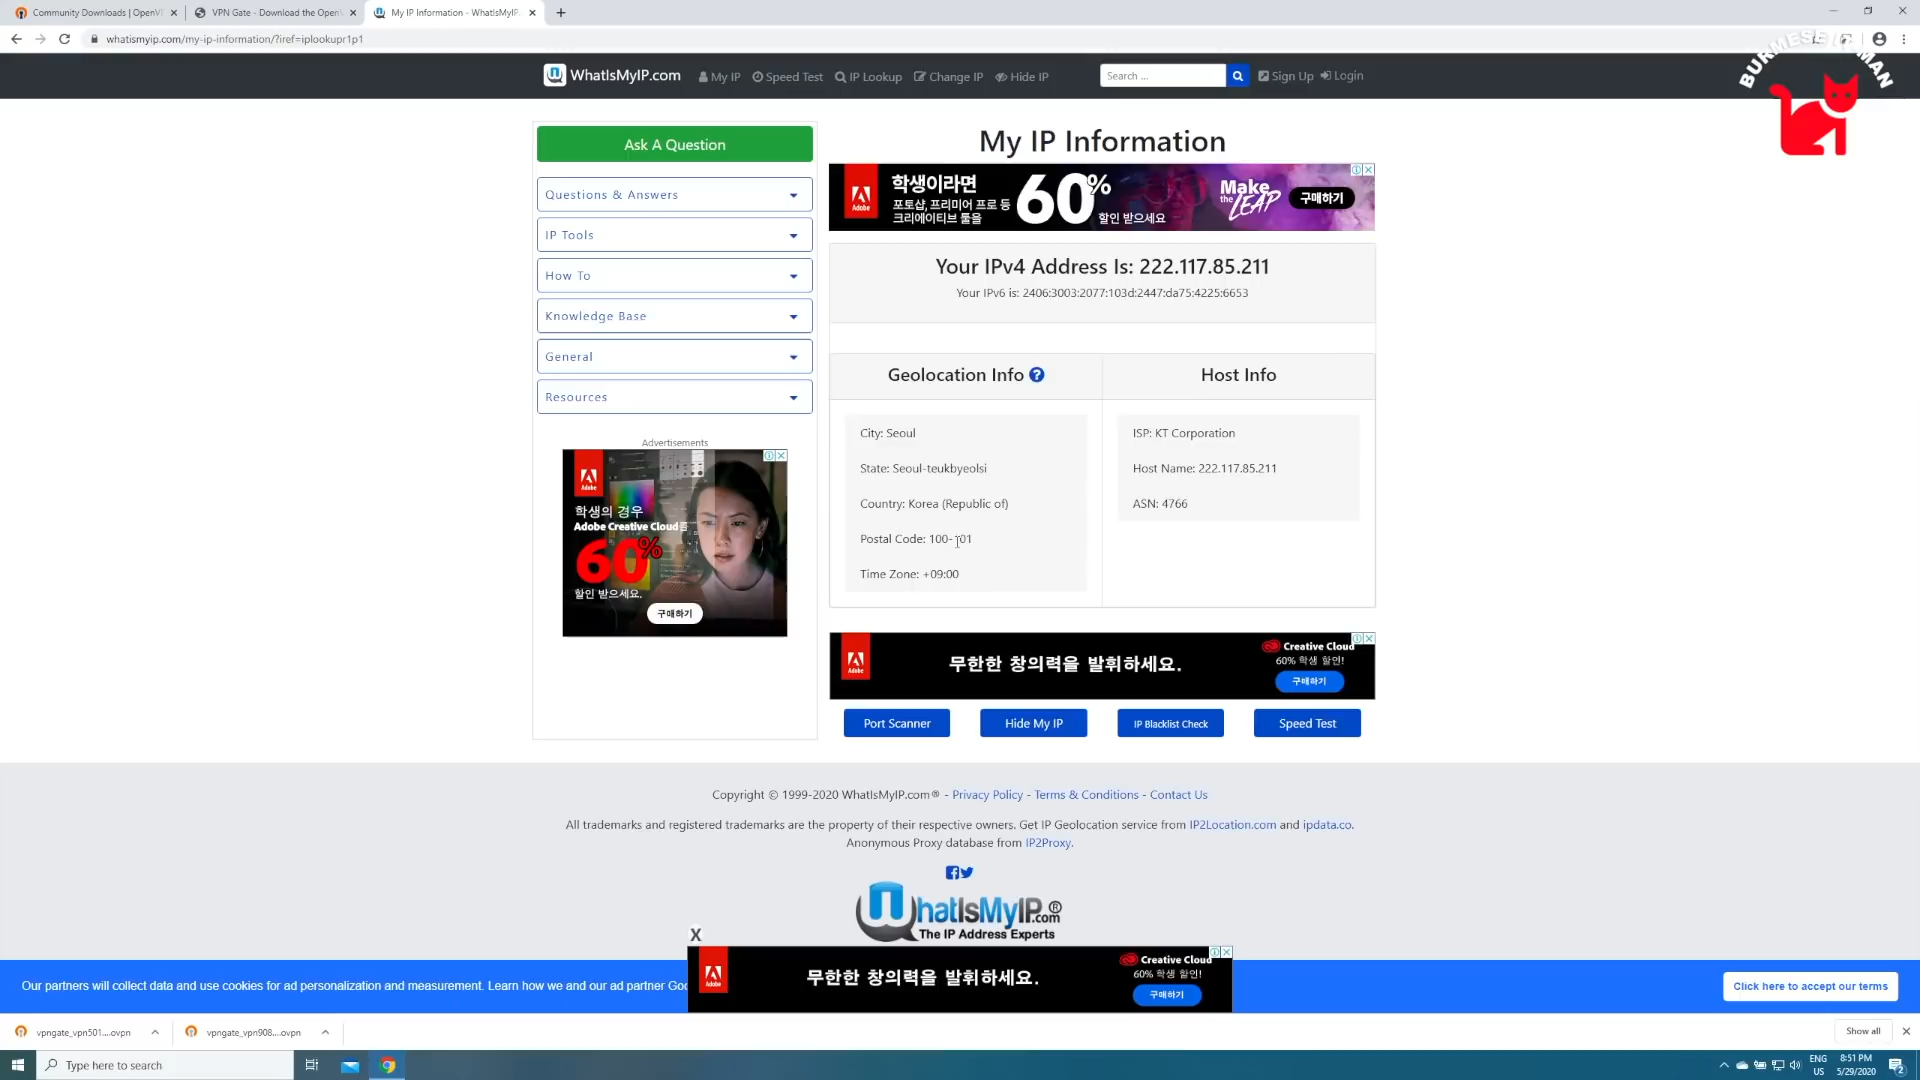 Community Downloads | OpenV
VPN Gate - Download the OpenV
My IP Information - WhatIsMyIP.
whatismyip.com/my-ip-information/?iref=iplookupr1p1
BURMESE IT MAN
WhatIsMyIP.com
My IP
Speed Test
IP Lookup
Change IP
Hide IP
Search ...
Sign Up
Login
Ask A Question
Questions & Answers
IP Tools
How To
Knowledge Base
General
Resources
Advertisements
Adobe
학생의 경우
Adobe Creative Cloud를
60%
할인 받으세요.
구매하기
My IP Information
Adobe
학생이라면
포토샵, 프리미어 프로 등
크리에이티브 툴을
60%
할인 받으세요
Make
the LEAP
구매하기
Your IPv4 Address Is: 222.117.85.211
Your IPv6 is: 2406:3003:2077:103d:2447:da75:4225:6653
Geolocation Info
City: Seoul
State: Seoul-teukbyeolsi
Country: Korea (Republic of)
Postal Code: 100-101
Time Zone: +09:00
Host Info
ISP: KT Corporation
Host Name: 222.117.85.211
ASN: 4766
Adobe
무한한 창의력을 발휘하세요.
Creative Cloud
60% 학생 할인!
구매하기
Port Scanner
Hide My IP
IP Blacklist Check
Speed Test
Copyright © 1999-2020 WhatIsMyIP.com® - Privacy Policy - Terms & Conditions - Contact Us
All trademarks and registered trademarks are the property of their respective owners. Get IP Geolocation service from IP2Location.com and ipdata.co.
Anonymous Proxy database from IP2Proxy.
WhatIsMyIP.com®
The IP Address Experts
X
Adobe
무한한 창의력을 발휘하세요.
Creative Cloud
60% 학생 할인!
구매하기
Our partners will collect data and use cookies for ad personalization and measurement. Learn how we and our ad partner Goo
Click here to accept our terms
vpngate_vpn501....ovpn
vpngate_vpn908....ovpn
Show all
Type here to search
ENG
US
8:51 PM
5/29/2020
2